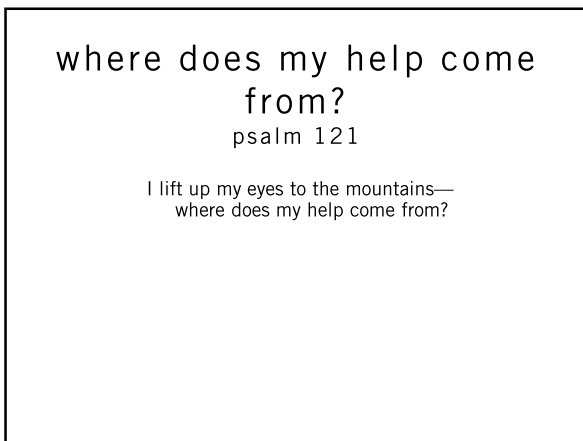 where does my help come
from?
psalm 121
I lift up my eyes to the mountains—
where does my help come from?